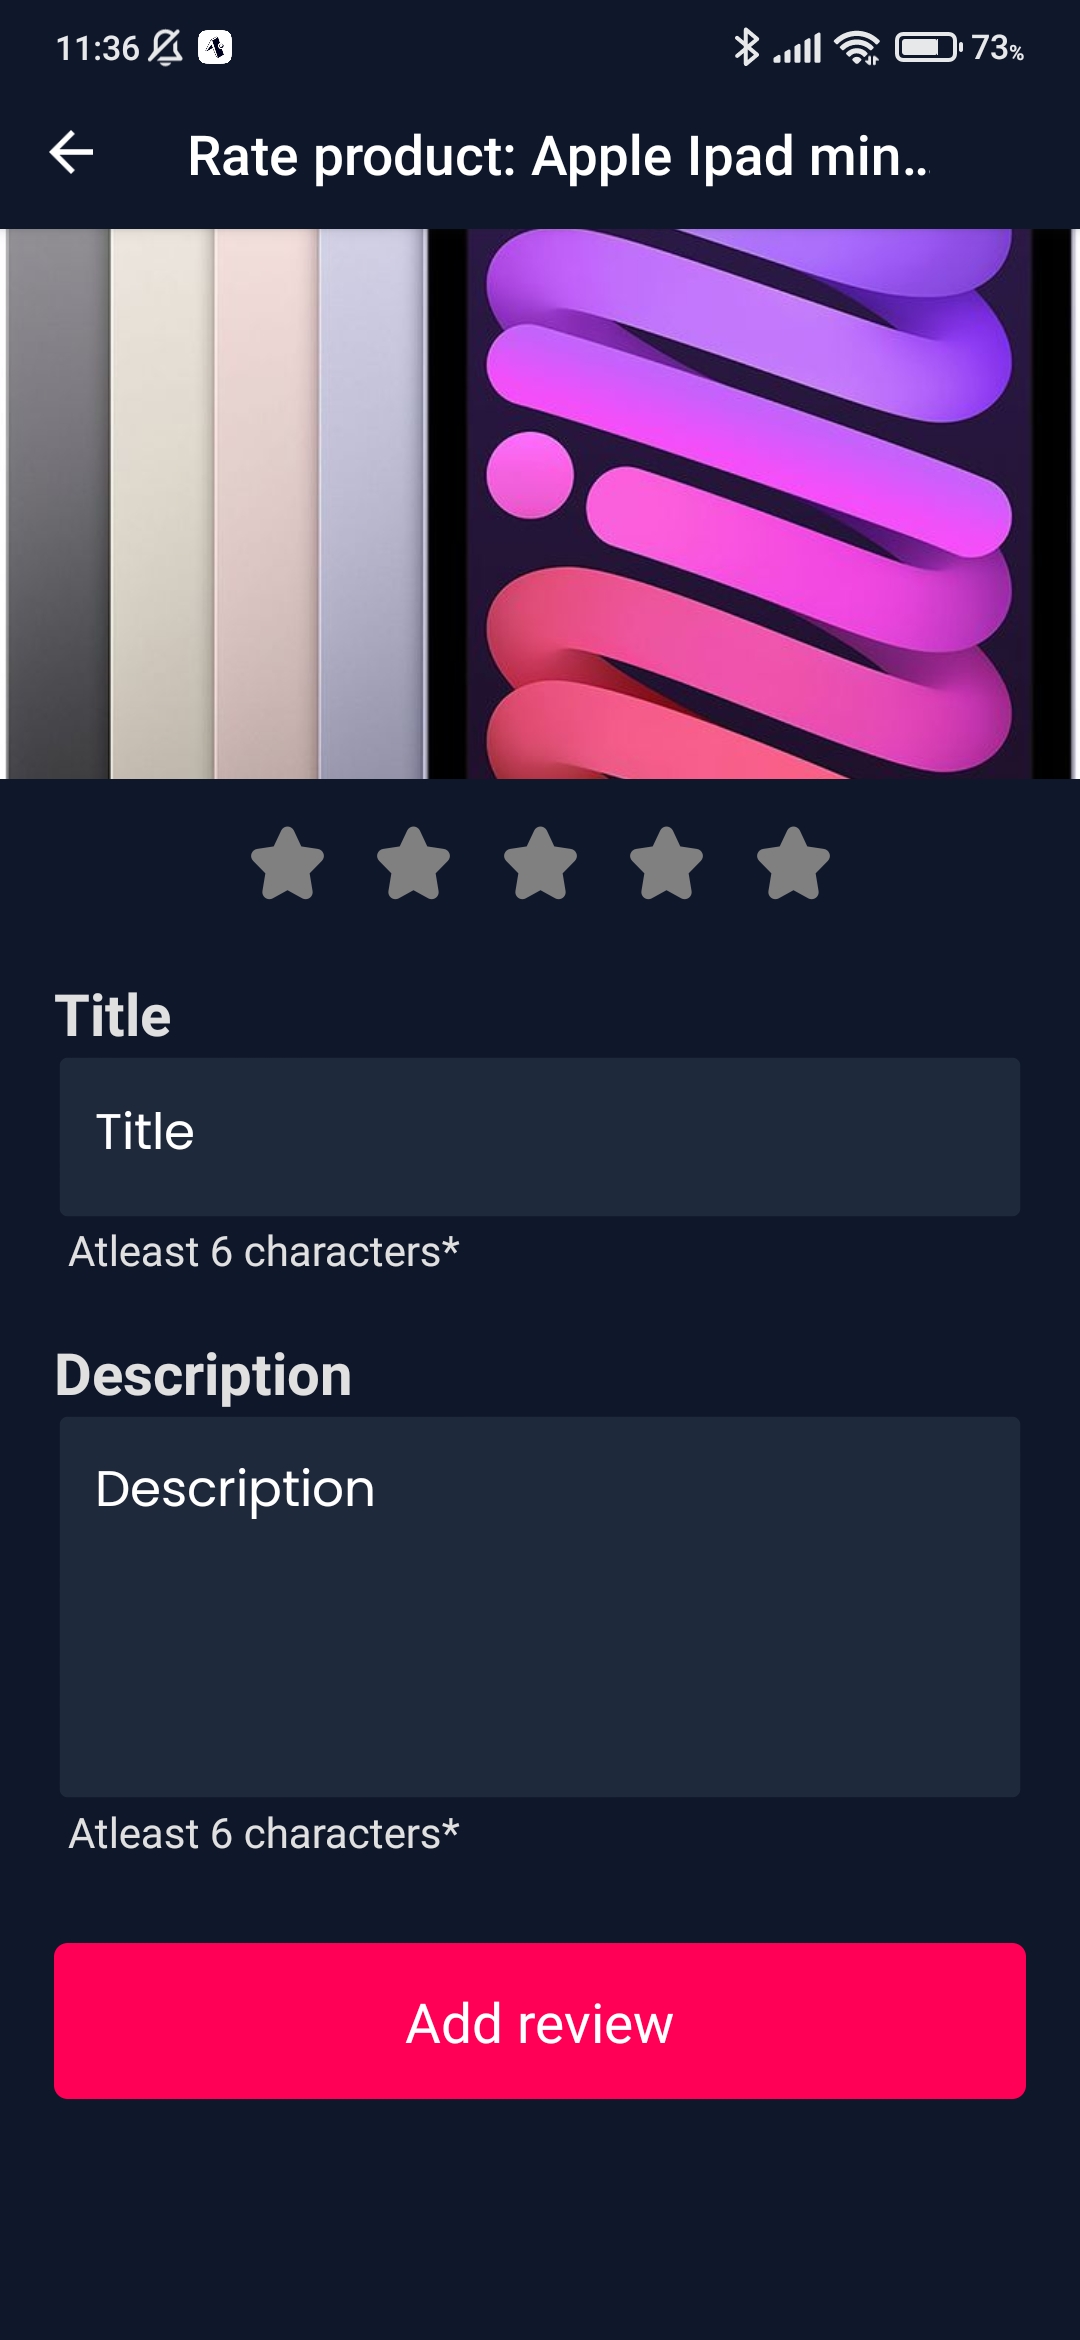 11:36 73%
Rate product: Apple Ipad min..
Title
Title
Atleast 6 characters*
Description
Description
Atleast 6 characters*
Add review